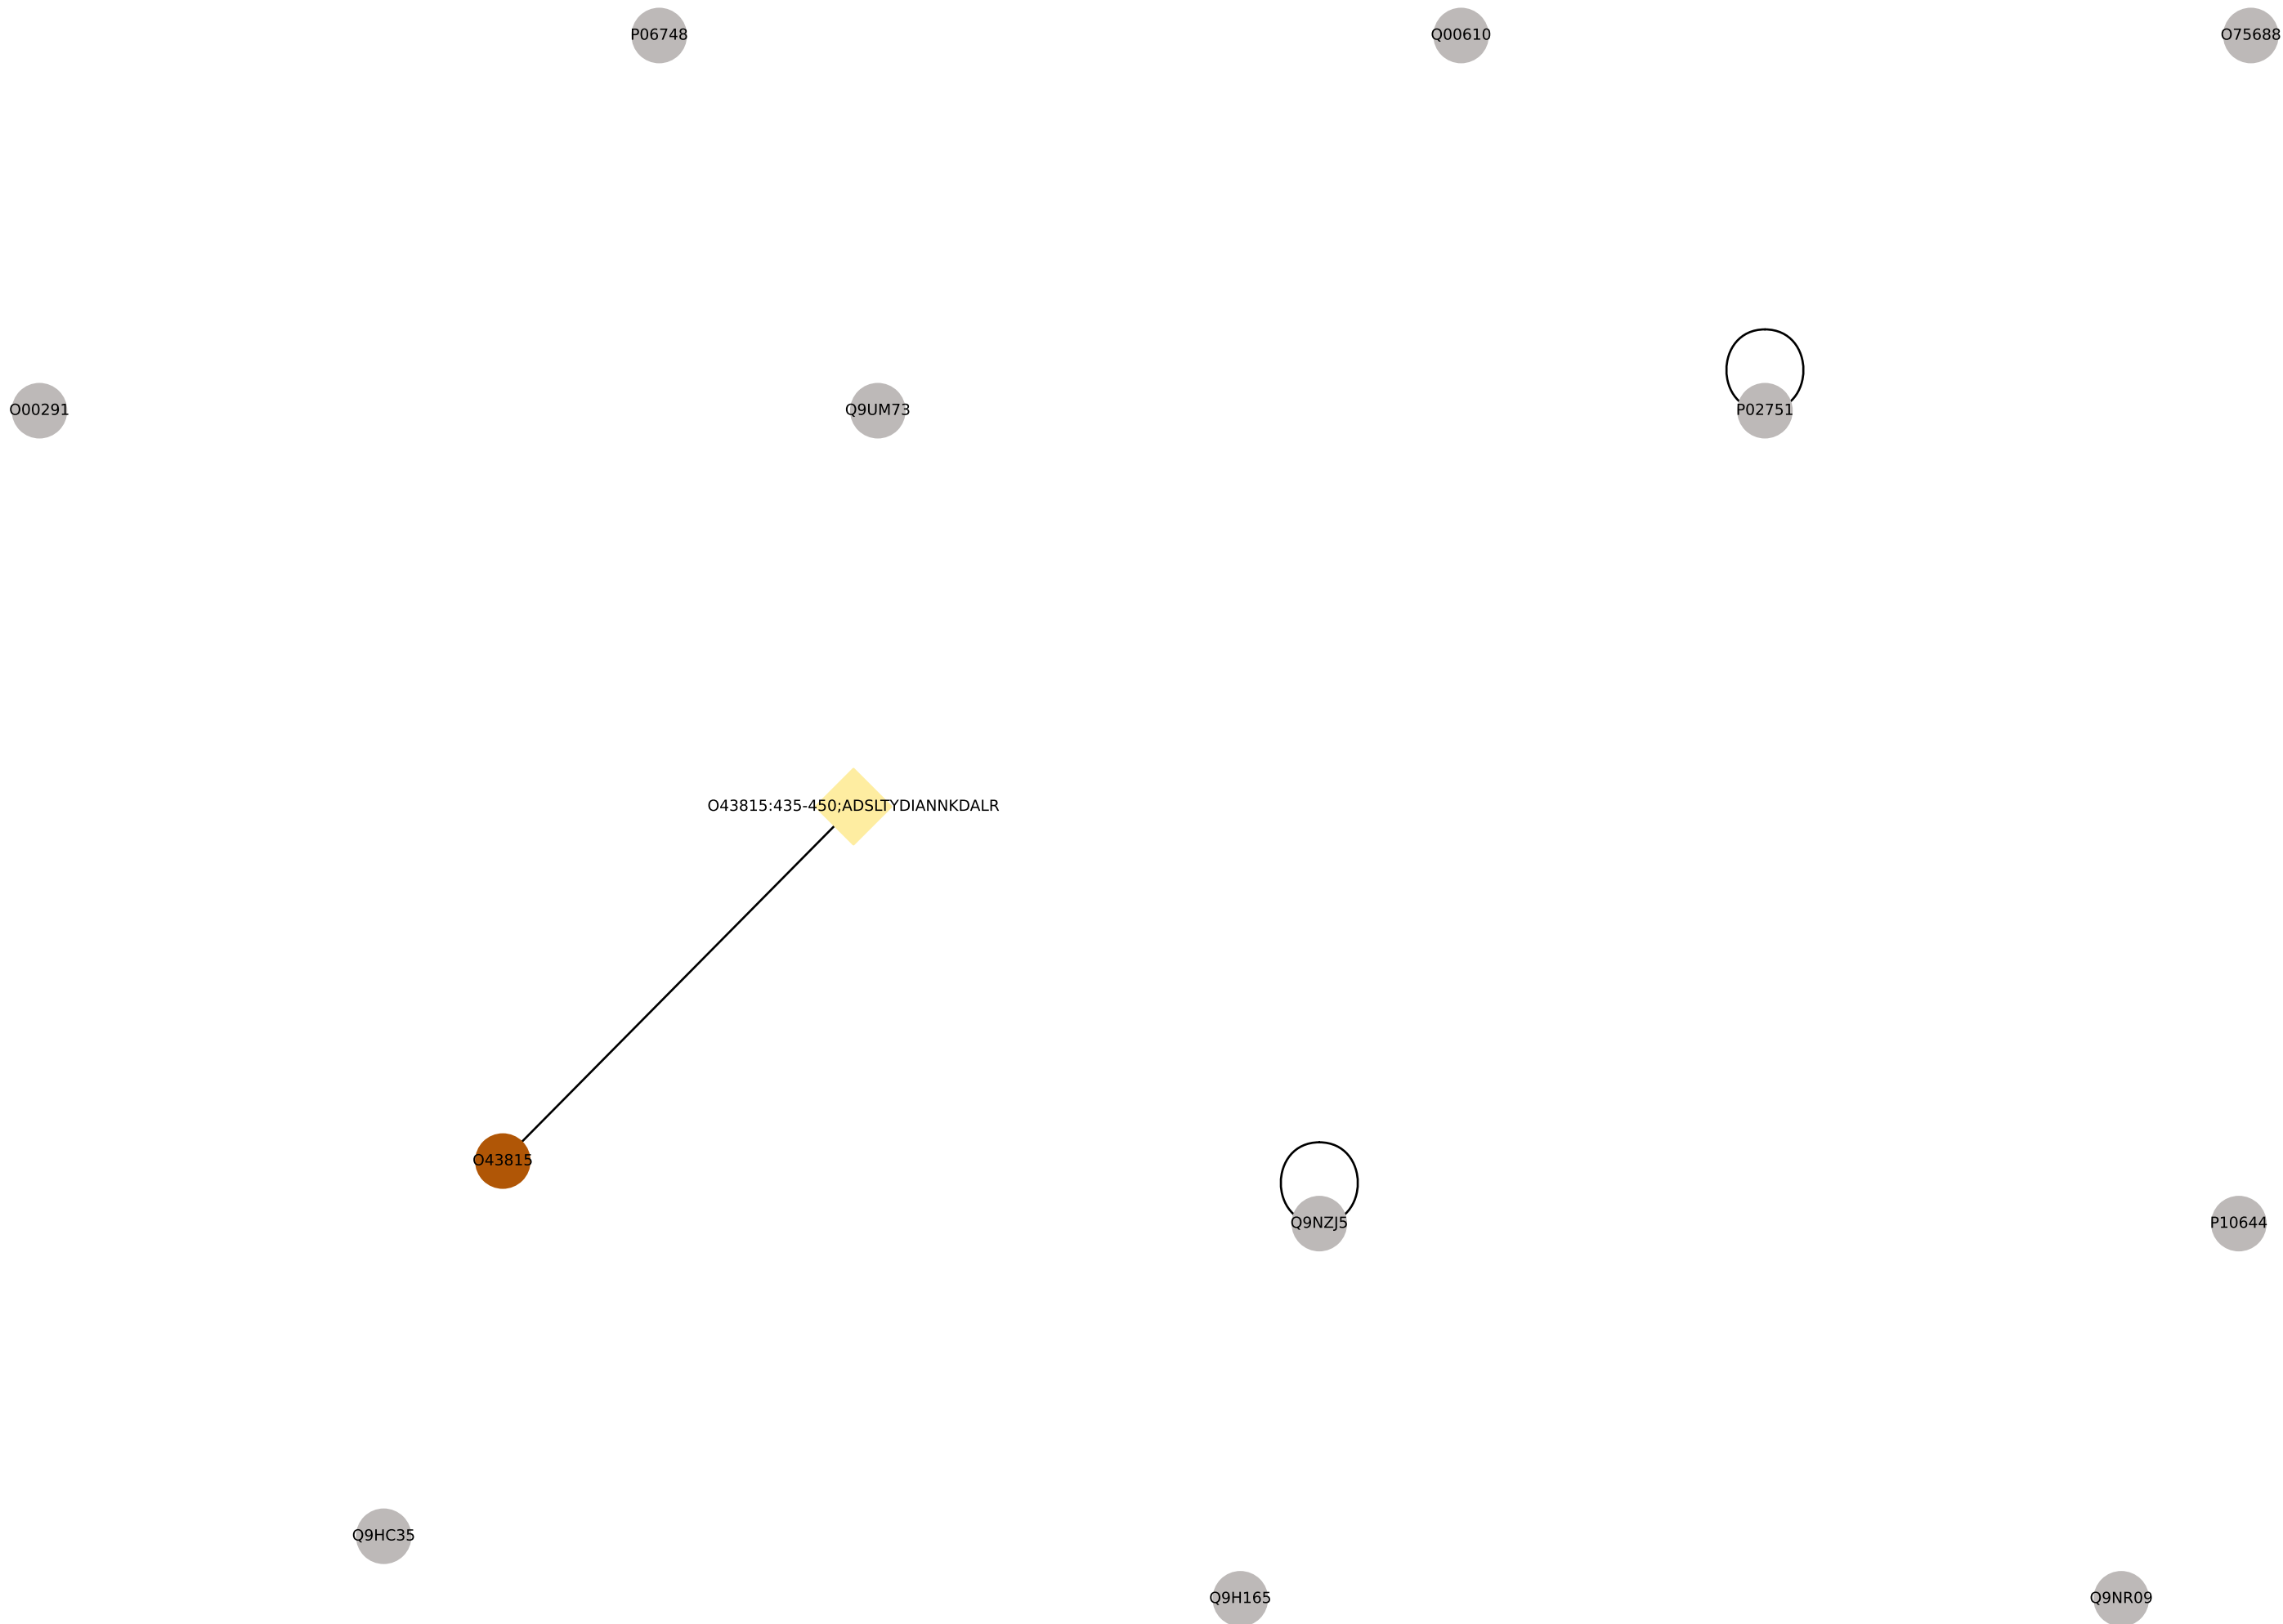 P06748
Q00610
O75688
O00291
Q9UM73
P02751
O43815:435-450;ADSLTYDIANNKDALR
O43815
Q9NZJ5
P10644
Q9HC35
Q9H165
Q9NR09